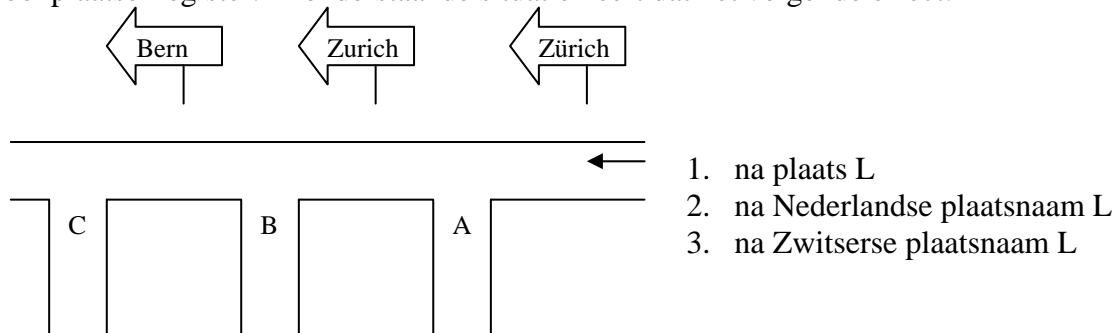 Bern Zurich Zürich
1. na plaats L
2. na Nederlandse plaatsnaam L
3. na Zwitserse plaatsnaam L
C B A